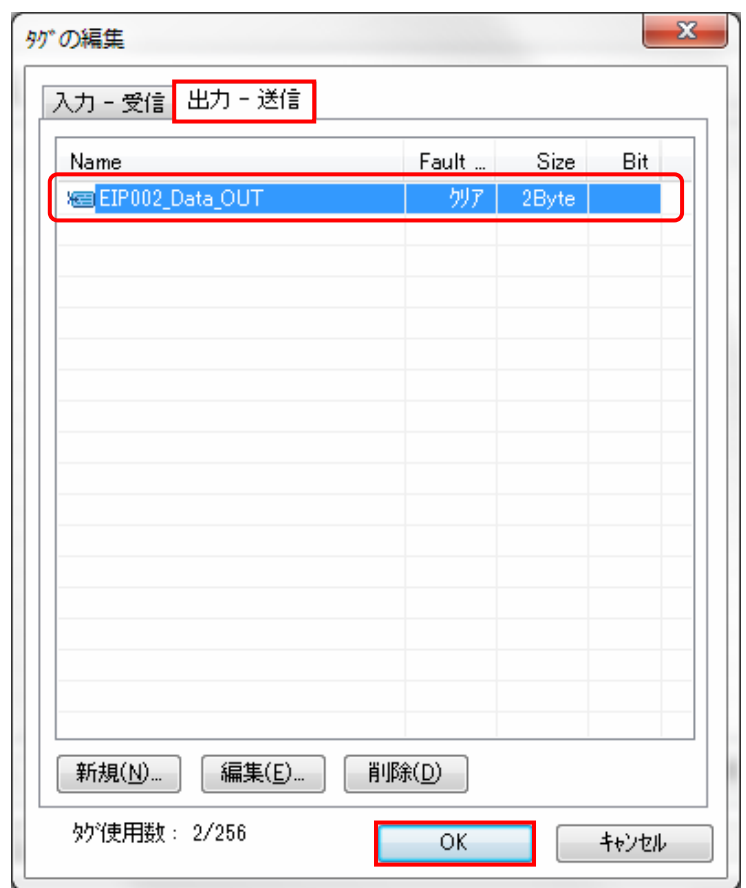 ﾀｸﾞの編集
入力 - 受信 出力 - 送信
Name Fault ... Size Bit
EIP002_Data_OUT ｸﾘｱ 2Byte
新規(N)... 編集(E)... 削除(D)
ﾀｸﾞ使用数 : 2/256
OK ｷｬﾝｾﾙ